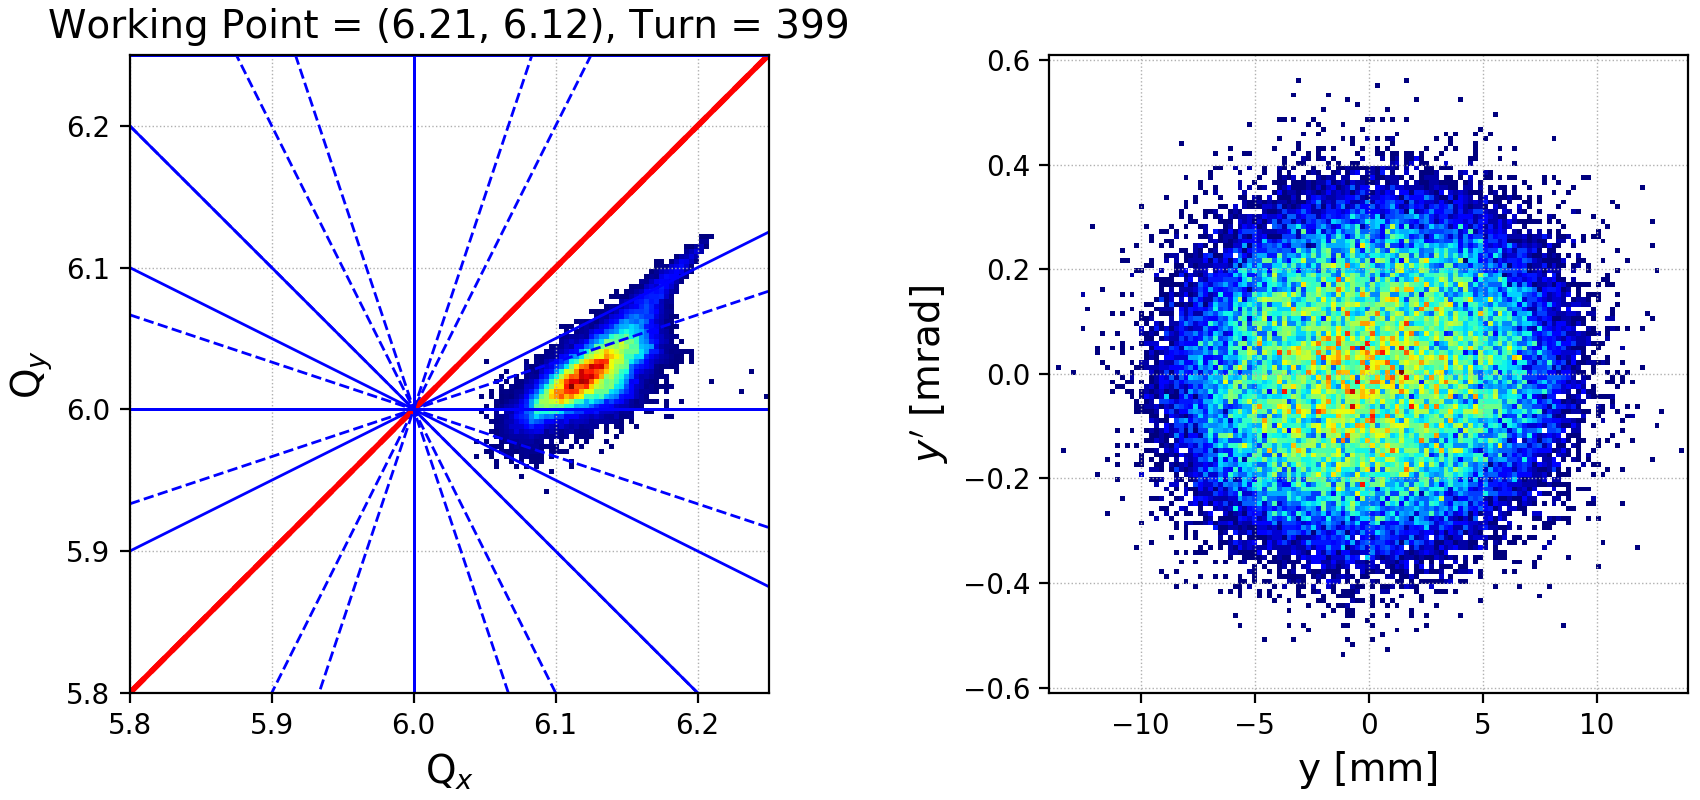 Working Point = (6.21, 6.12), Turn = 399
6.2
6.1
6.0
5.9
5.8
Qy
5.8 5.9 6.0 6.1 6.2
Qx
0.6
0.4
0.2
0.0
−0.2
−0.4
−0.6
y′ [mrad]
−10 −5 0 5 10
y [mm]